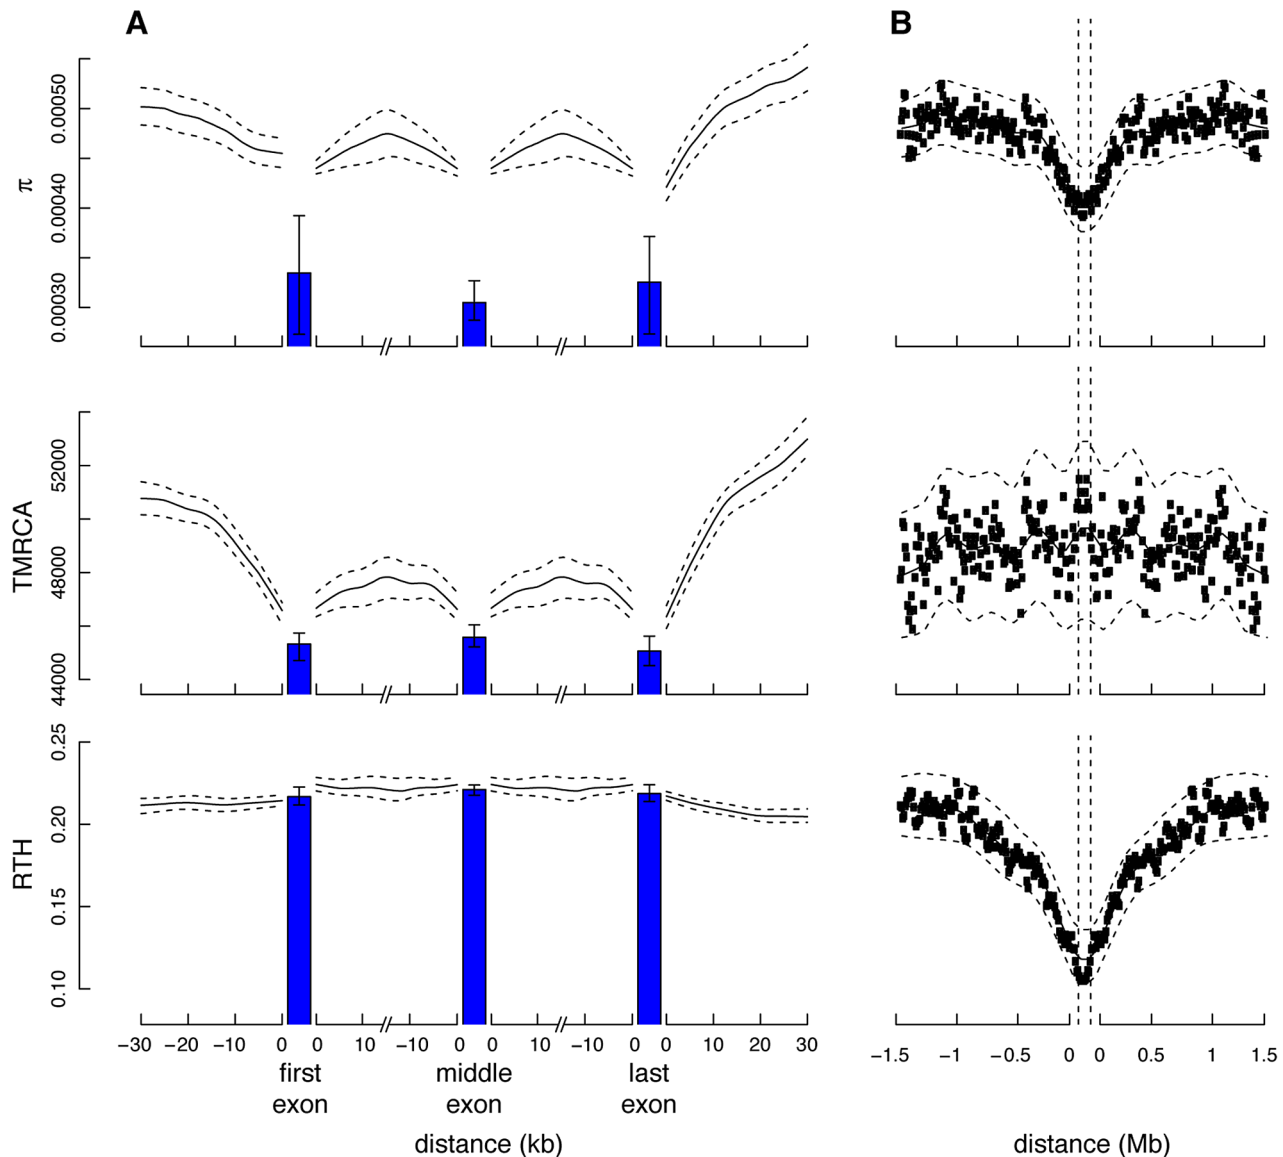 A B
π
0.00050
0.00040
0.00030
TMRCA
52000
48000
44000
RTH
0.25
0.20
0.15
0.10
−30 −20 −10 0 0 10 −10 0 0 10 −10 0 0 10 20 30
−1.5 −1 −0.5 0 0 0.5 1 1.5
first middle last
exon exon exon
distance (kb) distance (Mb)